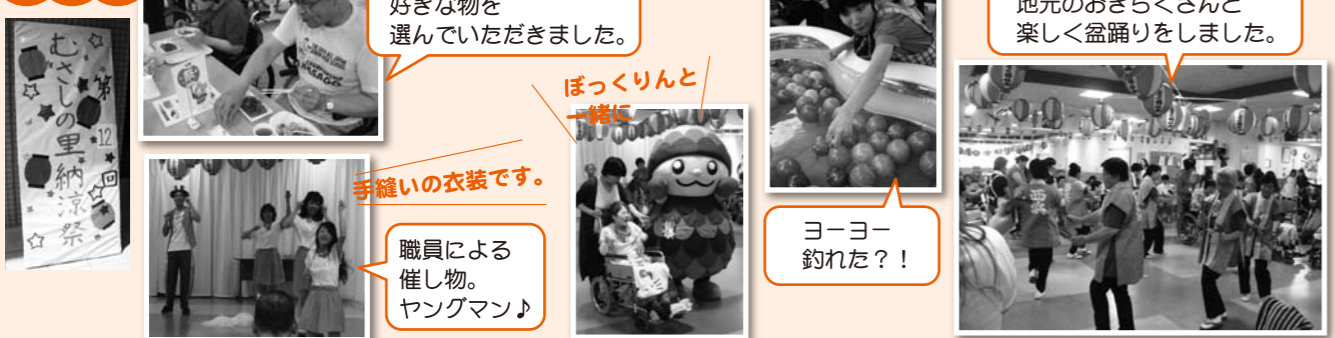 むさしの里納涼祭
第12回
好きな物を
選んでいただきました。
手縫いの衣装です。
職員による
催し物。
ヤングマン♪
ぼっくりんと
一緒に
ヨーヨー
釣れた？！
地元のおきらくさんと
楽しく盆踊りをしました。